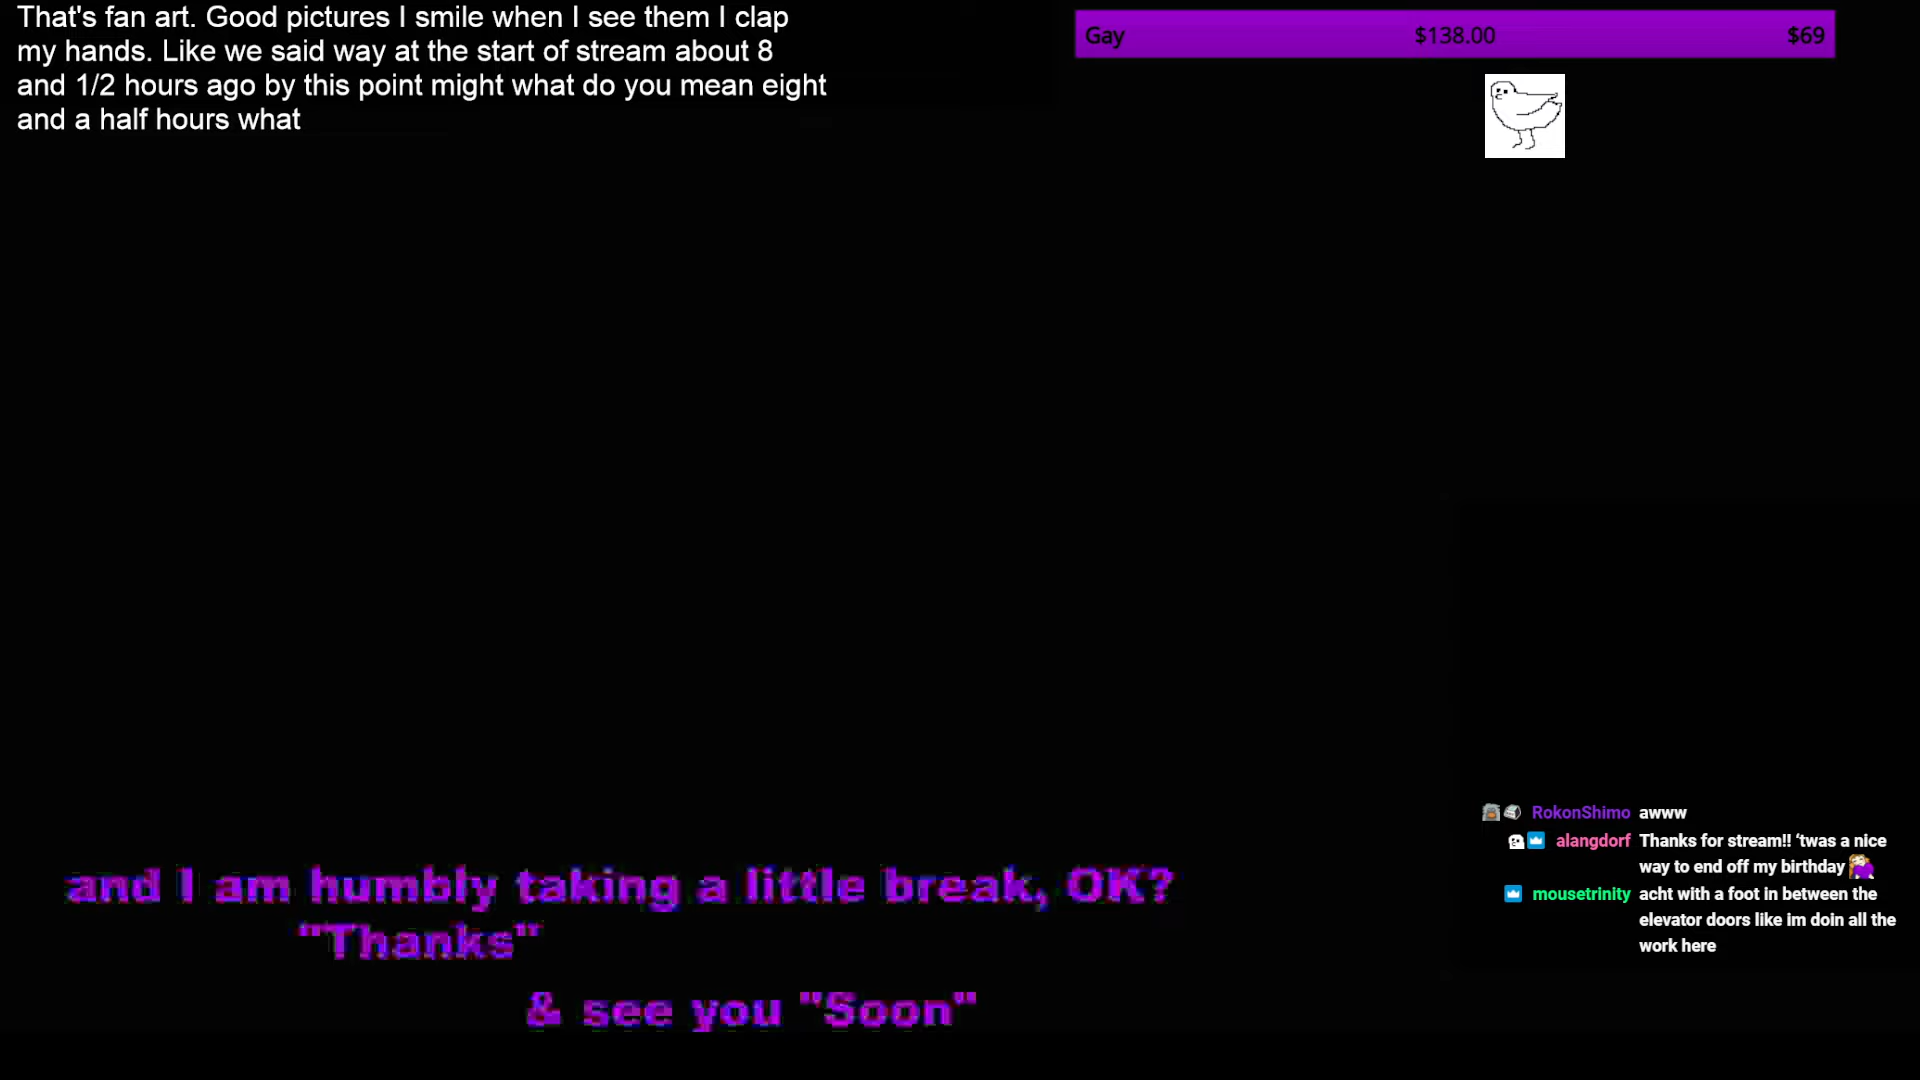 That's fan art. Good pictures I smile when I see them I clap
my hands. Like we said way at the start of stream about 8
and 1/2 hours ago by this point might what do you mean eight
and a half hours what
Gay $138.00 $69
RokonShimo awww
alangdorf Thanks for stream!! ‘twas a nice
way to end off my birthday
mousetrinity acht with a foot in between the
elevator doors like im doin all the
work here
and I am humbly taking a little break, OK?
"Thanks"
& see you "Soon"